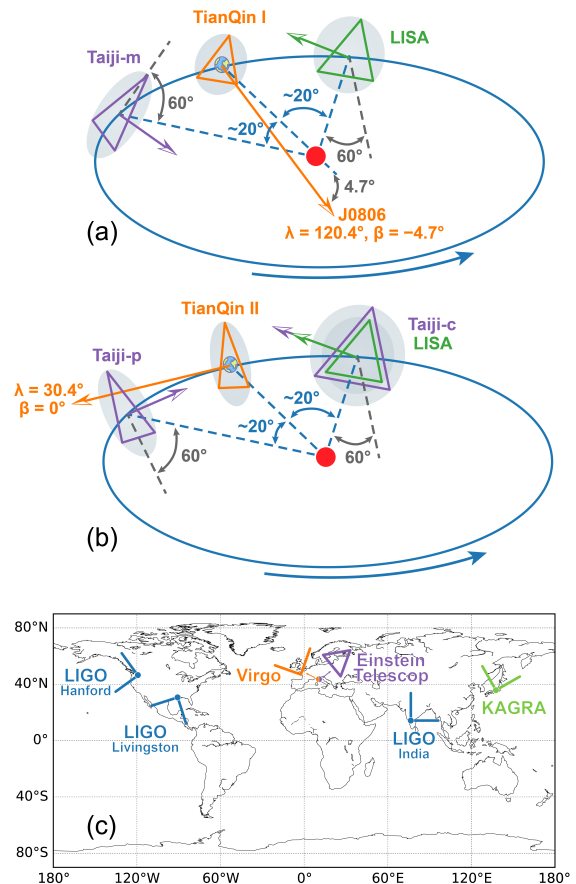 TianQin I
LISA
Taiji-m
60°
~20°
~20°
60°
4.7°
J0806
λ = 120.4°, β = −4.7°
(a)
TianQin II
Taiji-c
LISA
Taiji-p
λ = 30.4°
β = 0°
~20°
~20°
60°
60°
(b)
80°N
40°N
0°
40°S
80°S
LIGO
Hanford
LIGO
Livingston
Virgo
Einstein
Telescop
KAGRA
LIGO
India
(c)
180°
120°W
60°W
0°
60°E
120°E
180°